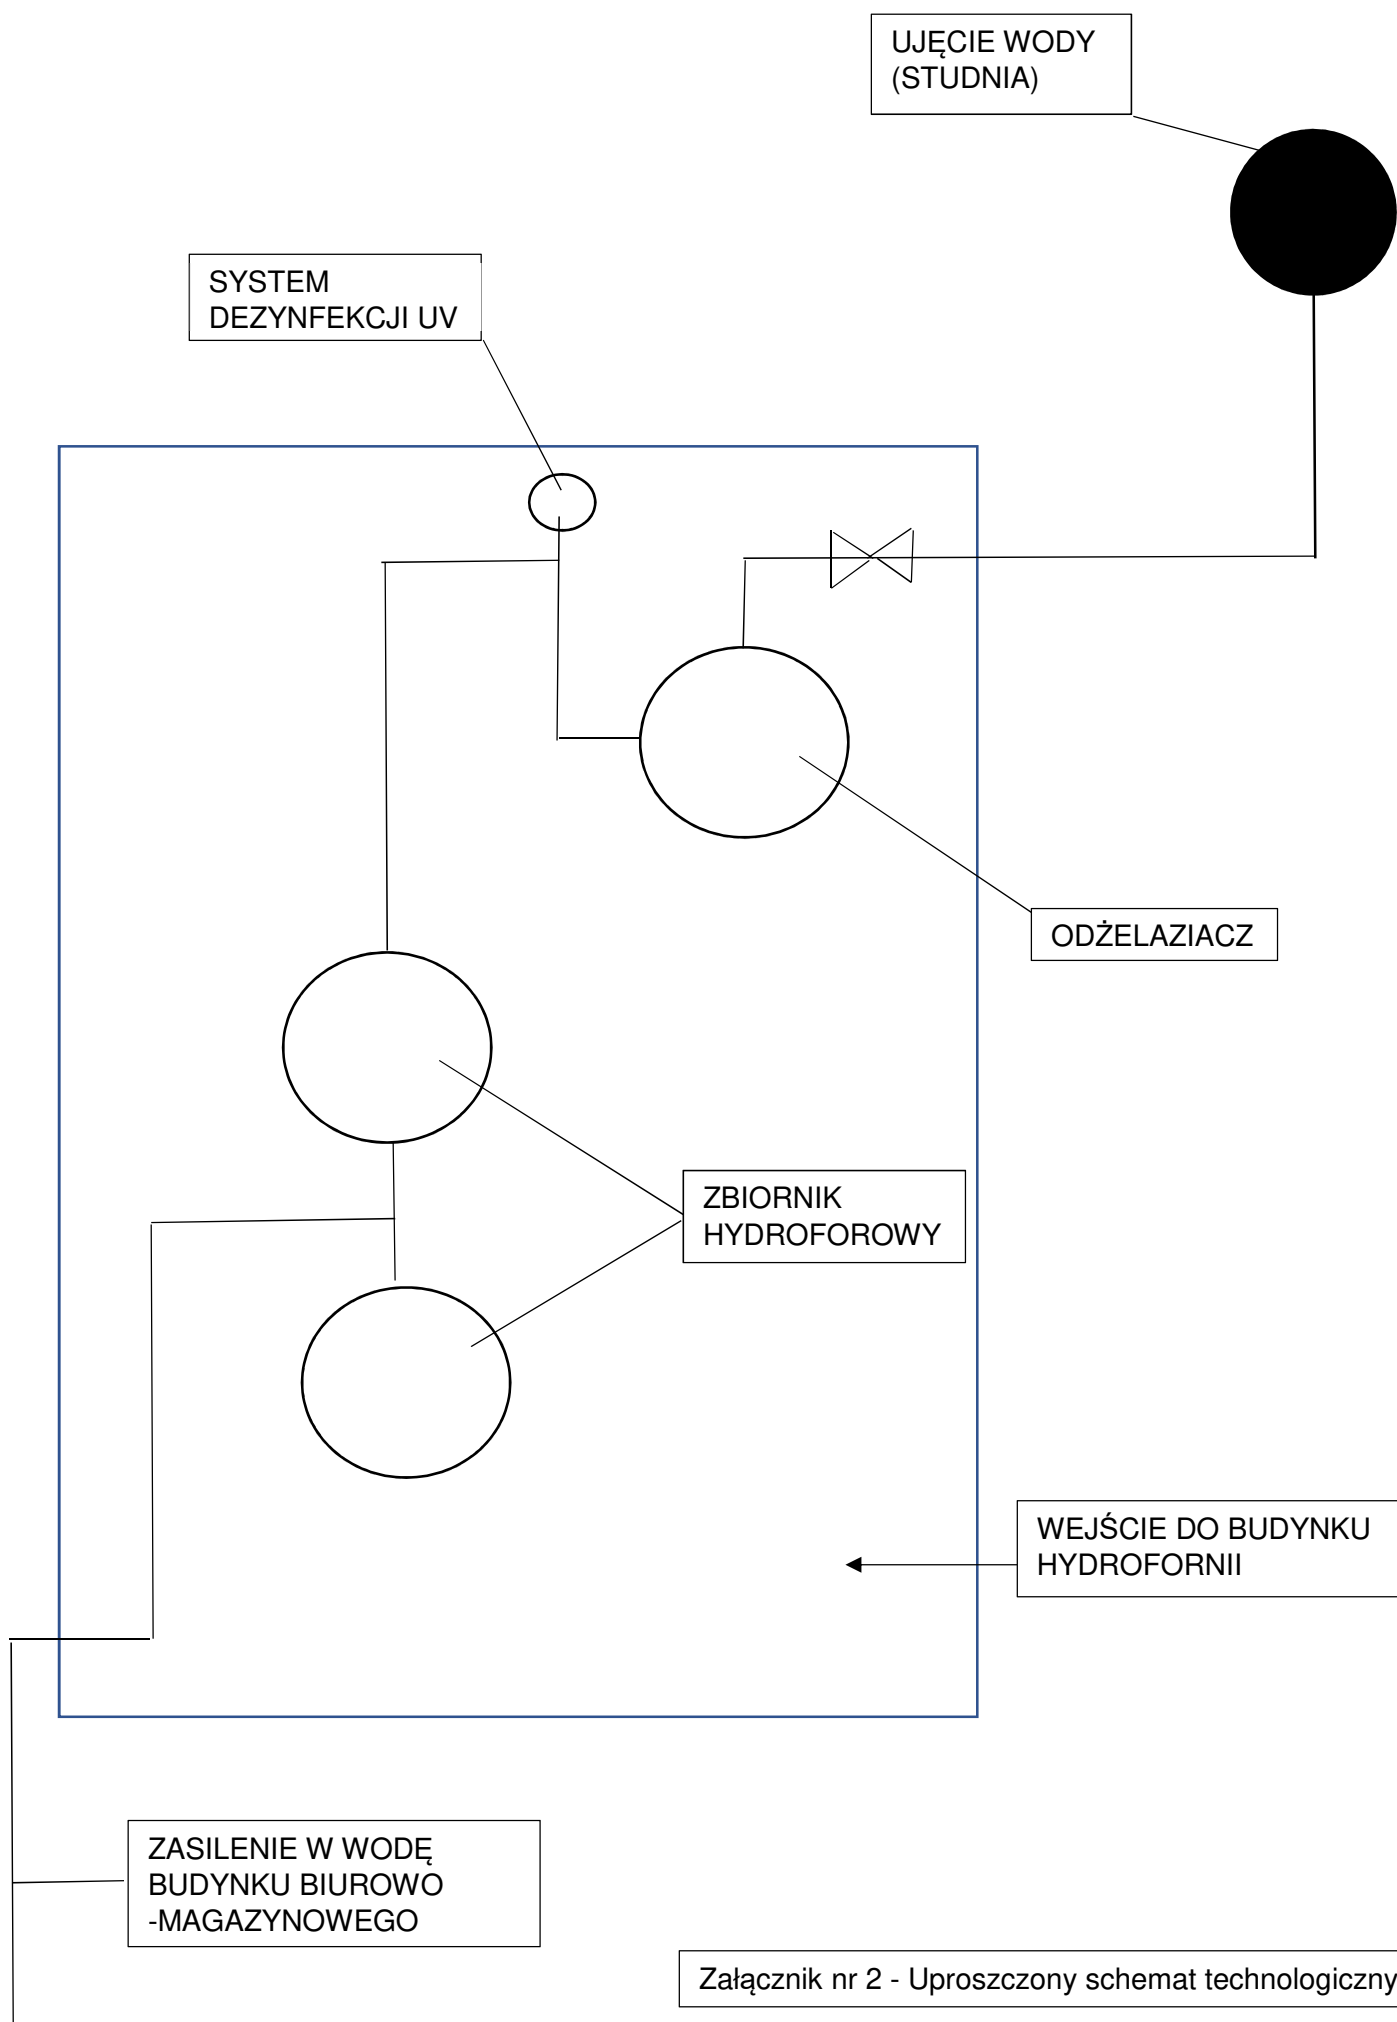 UJĘCIE WODY
(STUDNIA)
SYSTEM
DEZYNFEKCJI UV
ODŻELAZIACZ
ZBIORNIK
HYDROFOROWY
WEJŚCIE DO BUDYNKU
HYDROFORNII
ZASILENIE W WODĘ
BUDYNKU BIUROWO
-MAGAZYNOWEGO
Załącznik nr 2 - Uproszczony schemat technologiczny